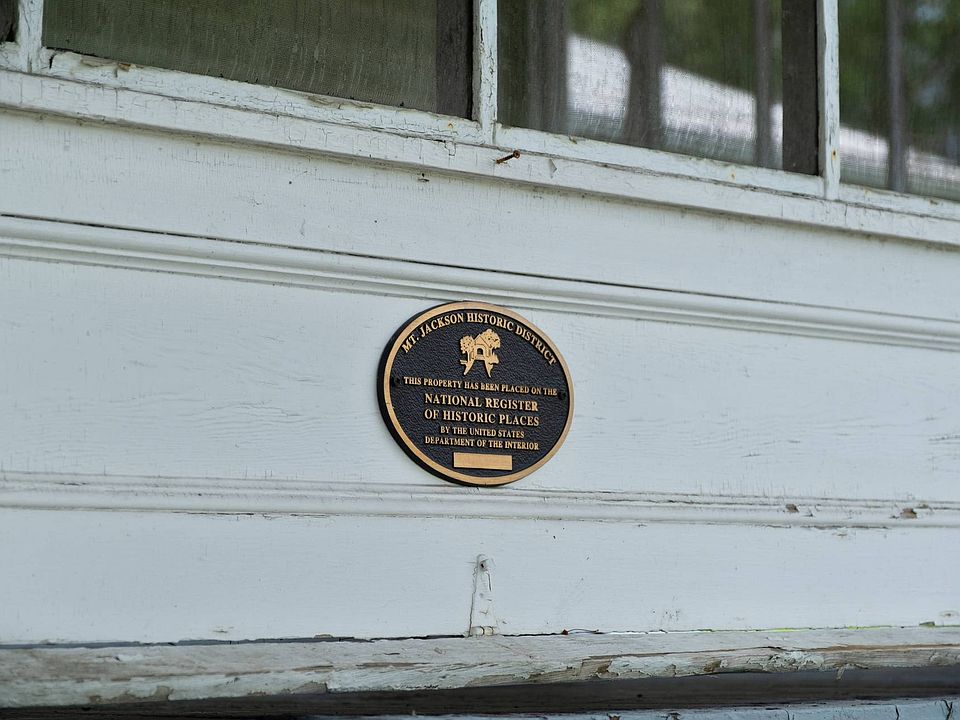 MT. JACKSON HISTORIC DISTRICT
THIS PROPERTY HAS BEEN PLACED ON THE
NATIONAL REGISTER
OF HISTORIC PLACES
BY THE UNITED STATES
DEPARTMENT OF THE INTERIOR